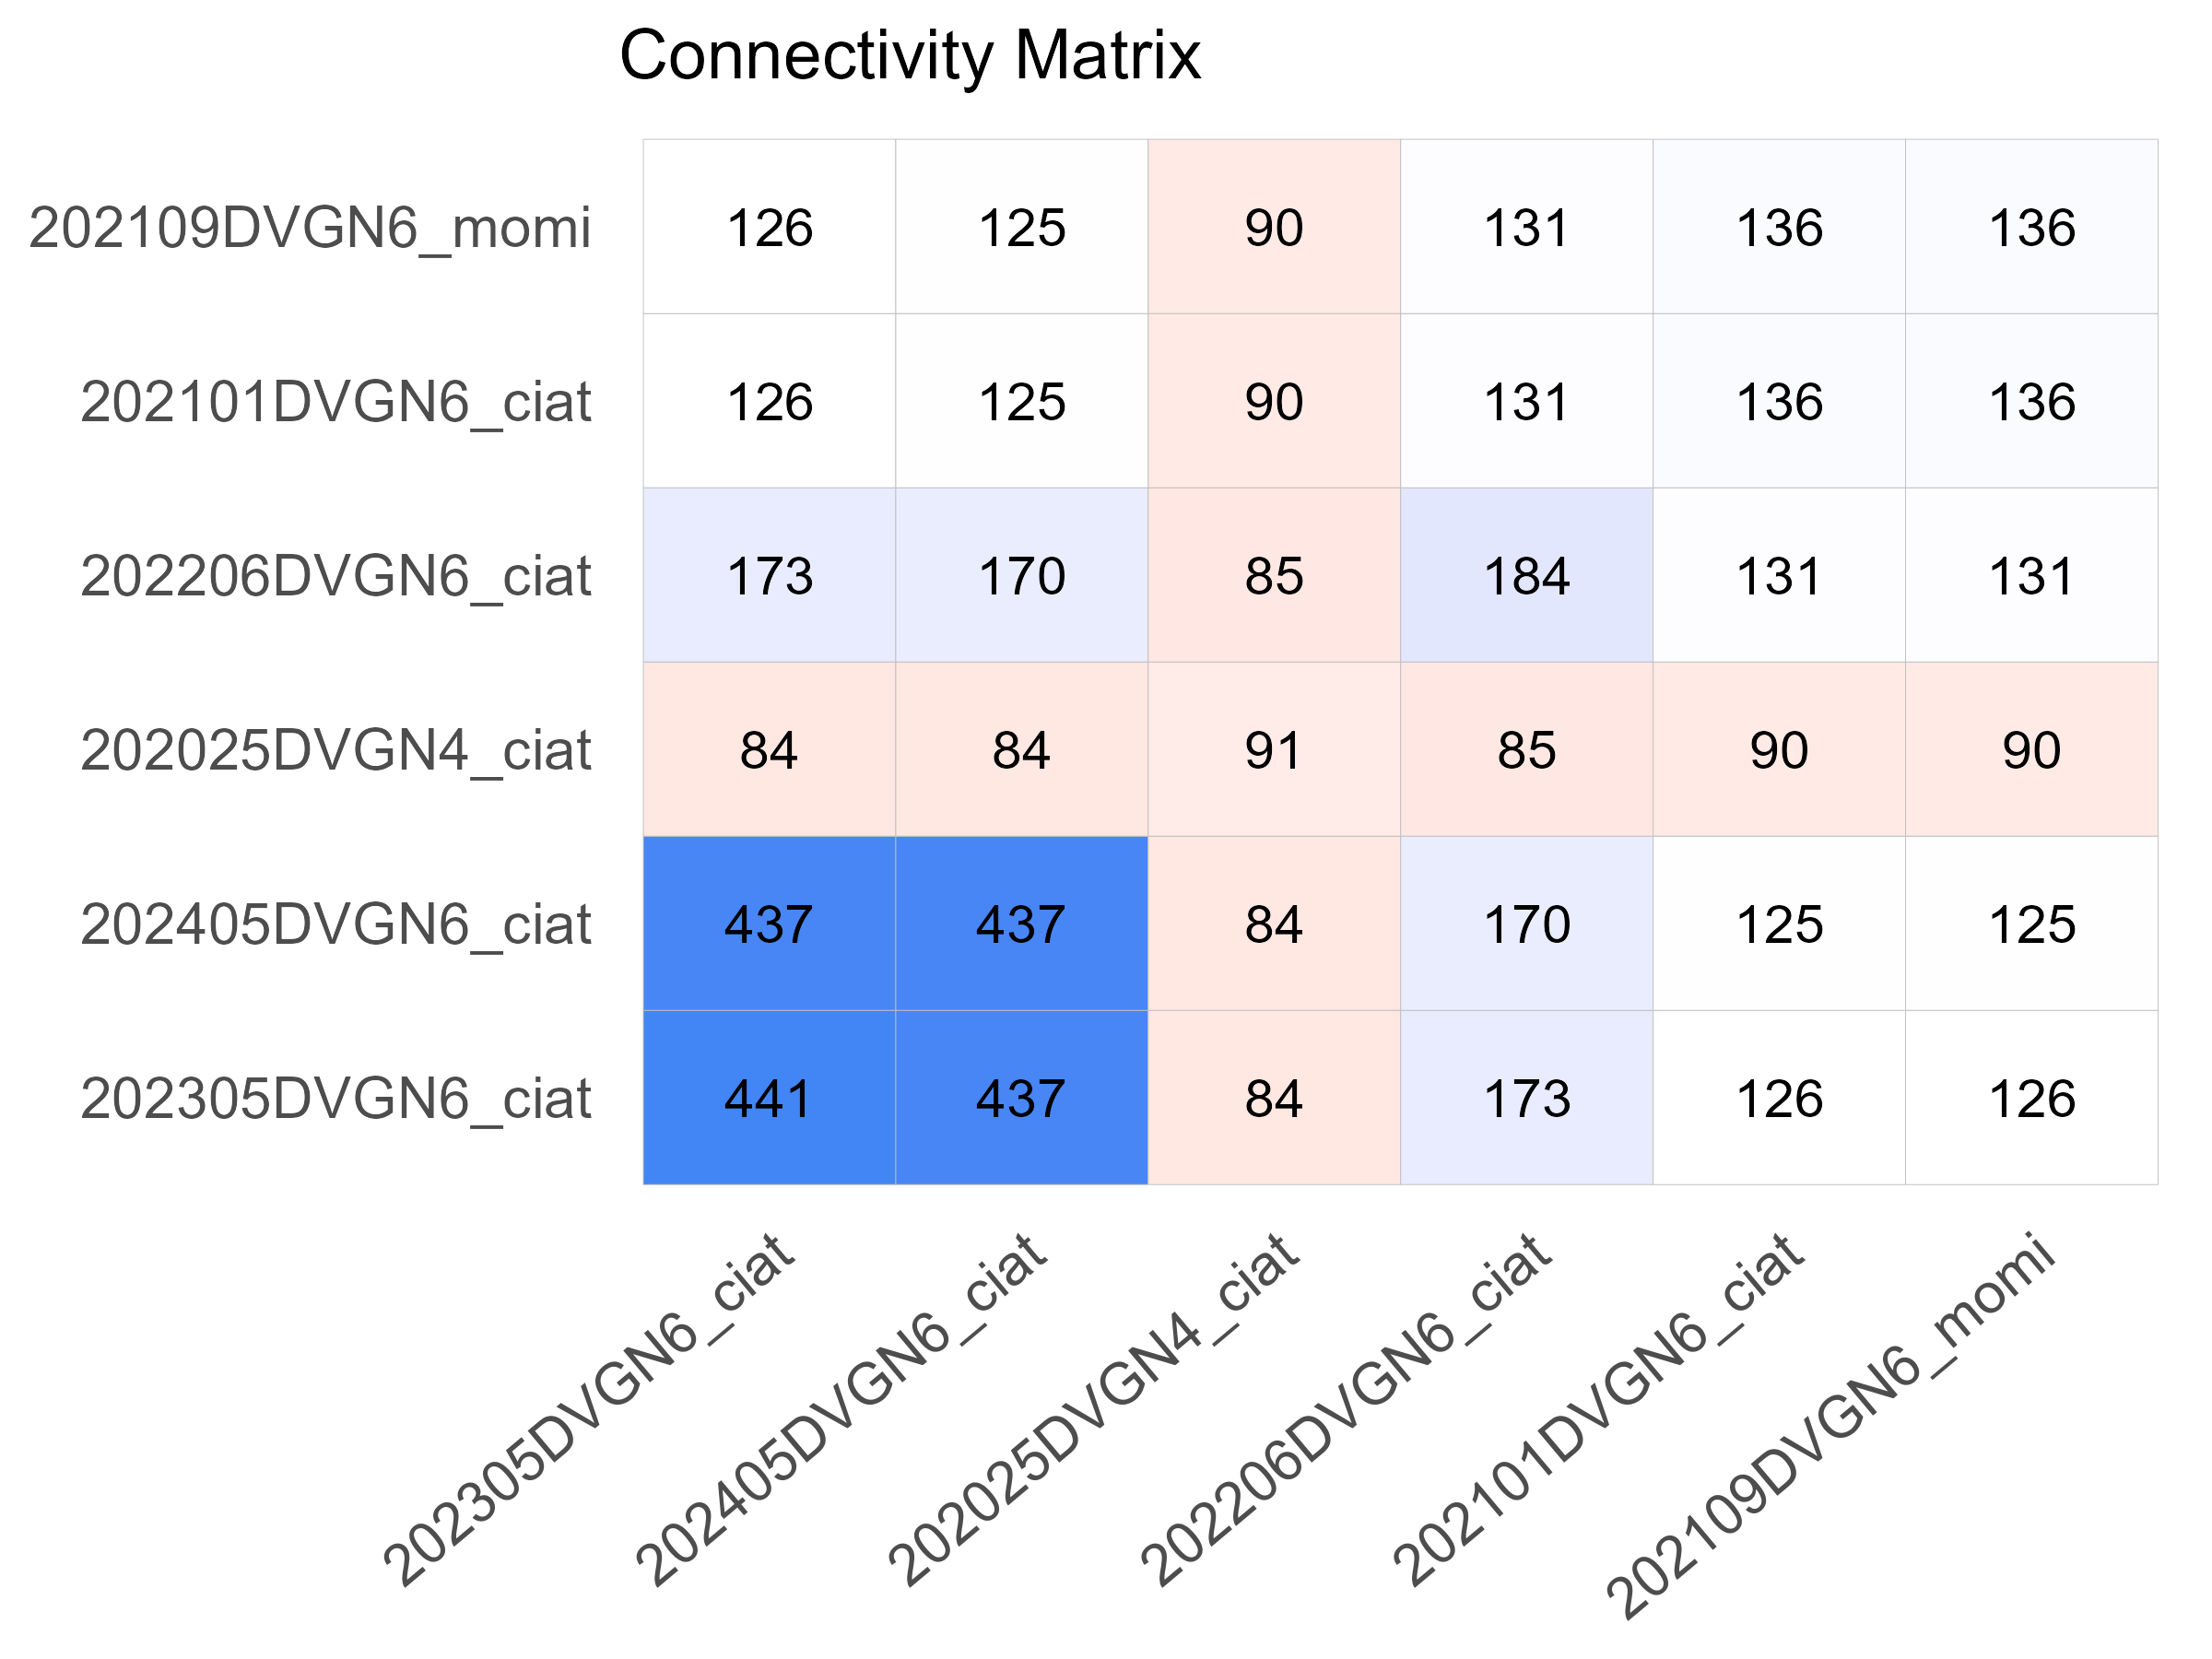 Connectivity Matrix
202109DVGN6_momi 126 125 90 131 136 136
202101DVGN6_ciat 126 125 90 131 136 136
202206DVGN6_ciat 173 170 85 184 131 131
202025DVGN4_ciat 84 84 91 85 90 90
202405DVGN6_ciat 437 437 84 170 125 125
202305DVGN6_ciat 441 437 84 173 126 126
202305DVGN6_ciat
202405DVGN6_ciat
202025DVGN4_ciat
202206DVGN6_ciat
202101DVGN6_ciat
202109DVGN6_momi